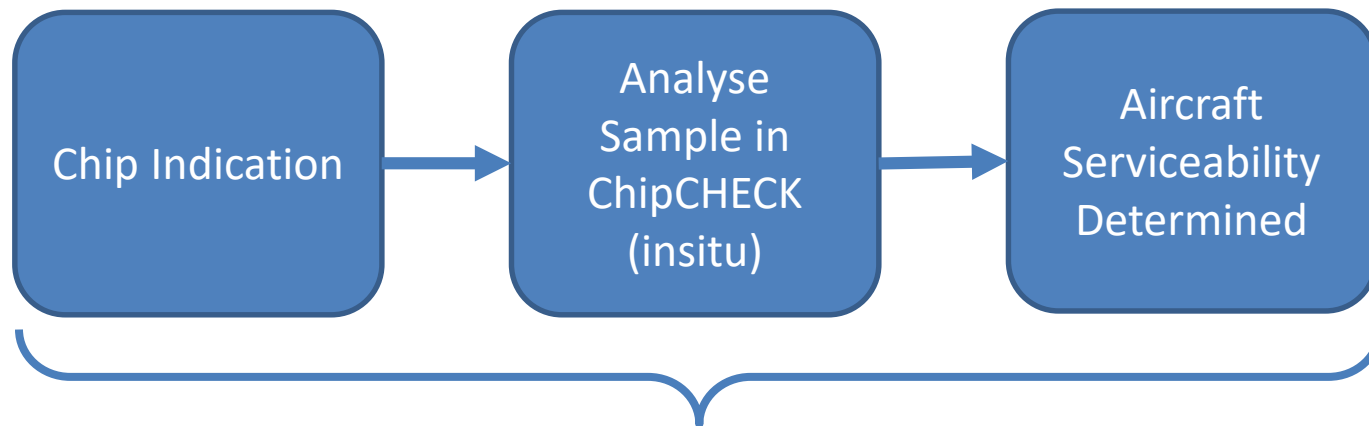 Chip Indication
Analyse
Sample in
ChipCHECK
(insitu)
Aircraft
Serviceability
Determined